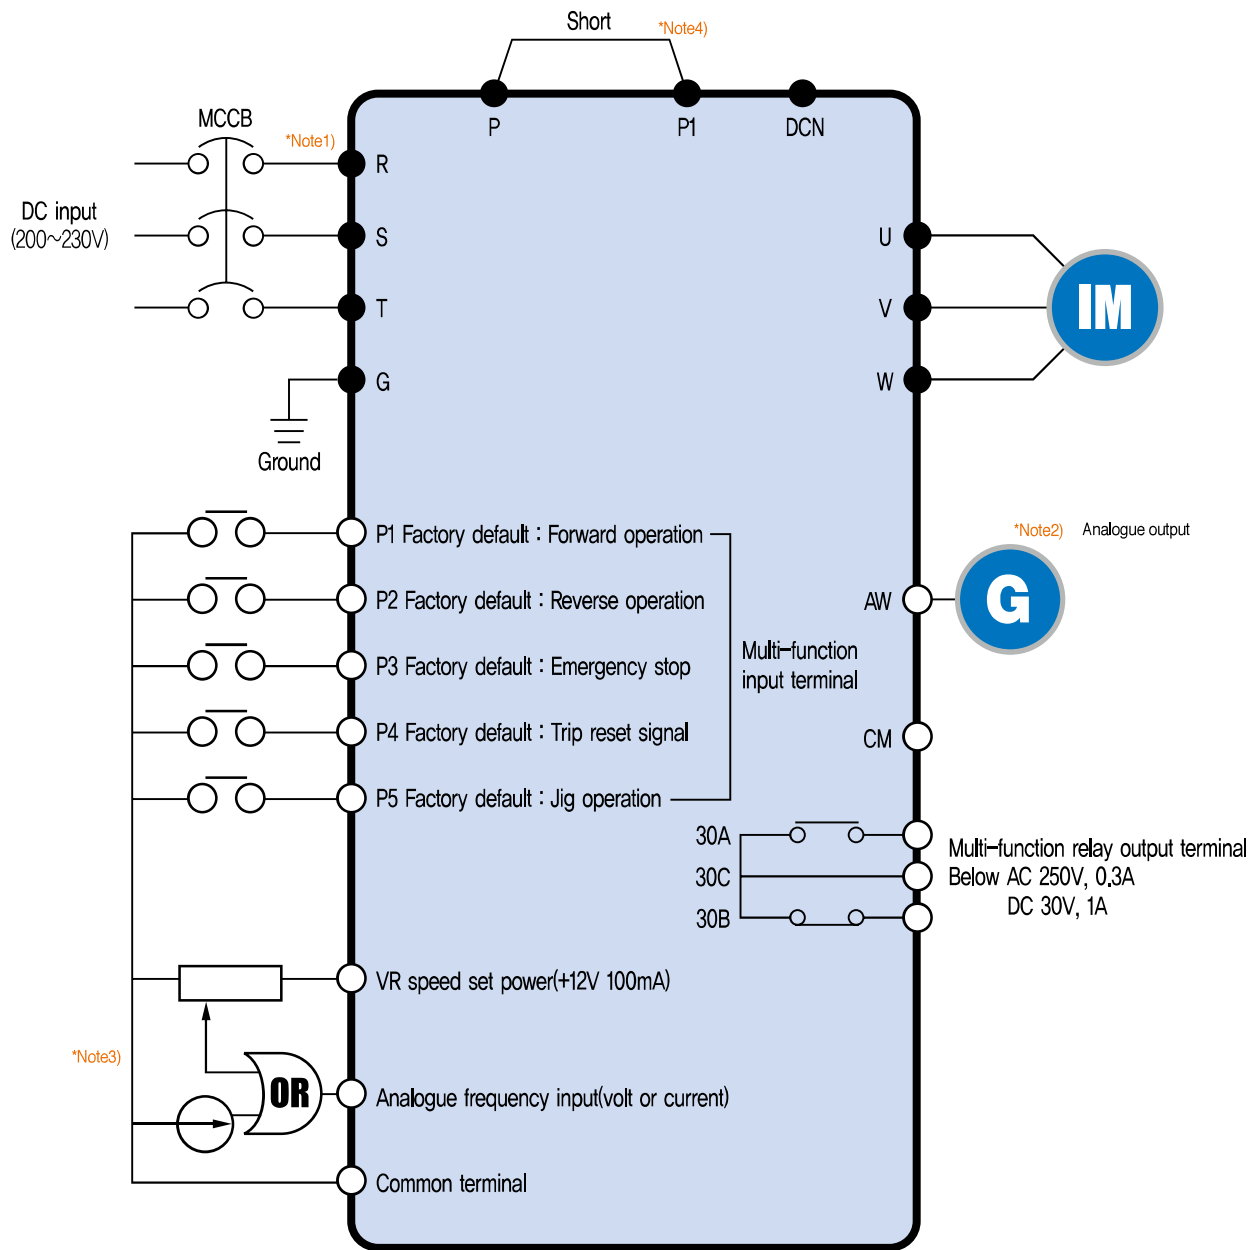 Short
*Note4)
P
P1
DCN
MCCB
*Note1)
R
DC input
(200~230V)
S
T
G
Ground
U
V
W
IM
P1 Factory default : Forward operation
P2 Factory default : Reverse operation
P3 Factory default : Emergency stop
P4 Factory default : Trip reset signal
P5 Factory default : Jig operation
Multi-function
input terminal
*Note2)
Analogue output
AW
G
CM
30A
30C
30B
Multi-function relay output terminal
Below AC 250V, 0.3A
DC 30V, 1A
VR speed set power(+12V 100mA)
*Note3)
OR
Analogue frequency input(volt or current)
Common terminal